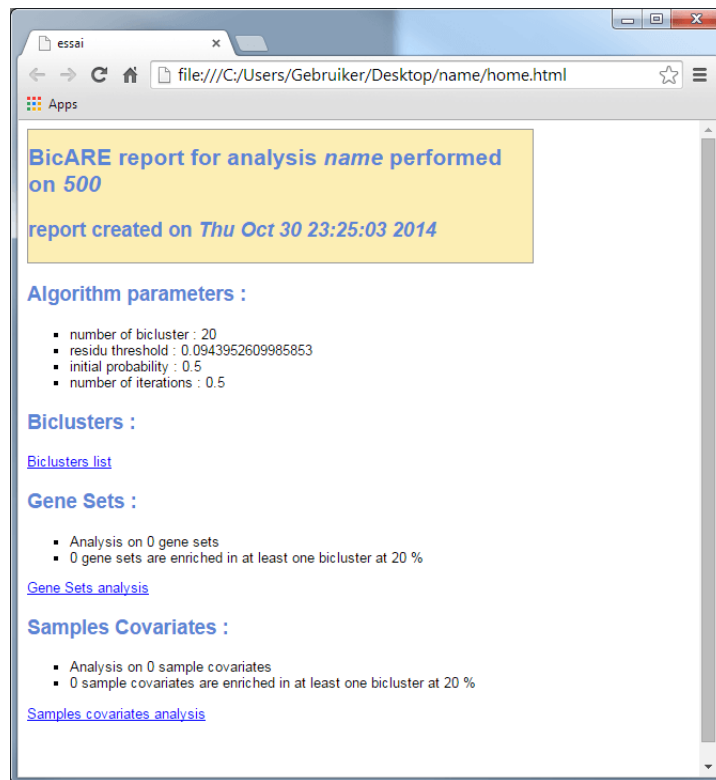 essai
file:///C:/Users/Gebruiker/Desktop/name/home.html
Apps
BicARE report for analysis name performed
on 500
report created on Thu Oct 30 23:25:03 2014
Algorithm parameters :
number of bicluster : 20
residu threshold : 0.0943952609985853
initial probability : 0.5
number of iterations : 0.5
Biclusters :
Biclusters list
Gene Sets :
Analysis on 0 gene sets
0 gene sets are enriched in at least one bicluster at 20 %
Gene Sets analysis
Samples Covariates :
Analysis on 0 sample covariates
0 sample covariates are enriched in at least one bicluster at 20 %
Samples covariates analysis